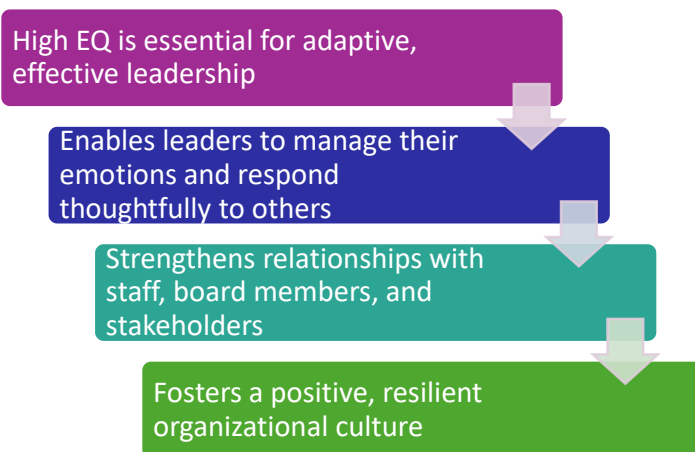 High EQ is essential for adaptive,
effective leadership
Enables leaders to manage their
emotions and respond
thoughtfully to others
Strengthens relationships with
staff, board members, and
stakeholders
Fosters a positive, resilient
organizational culture